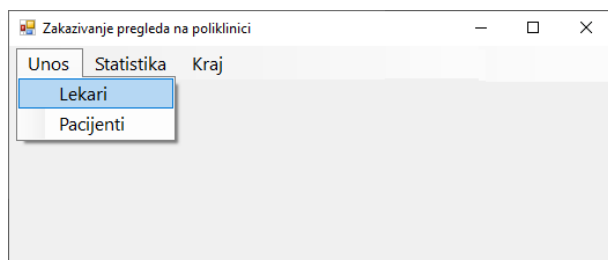 Zakazivanje pregleda na poliklinici
Unos Statistika Kraj
Lekari
Pacijenti